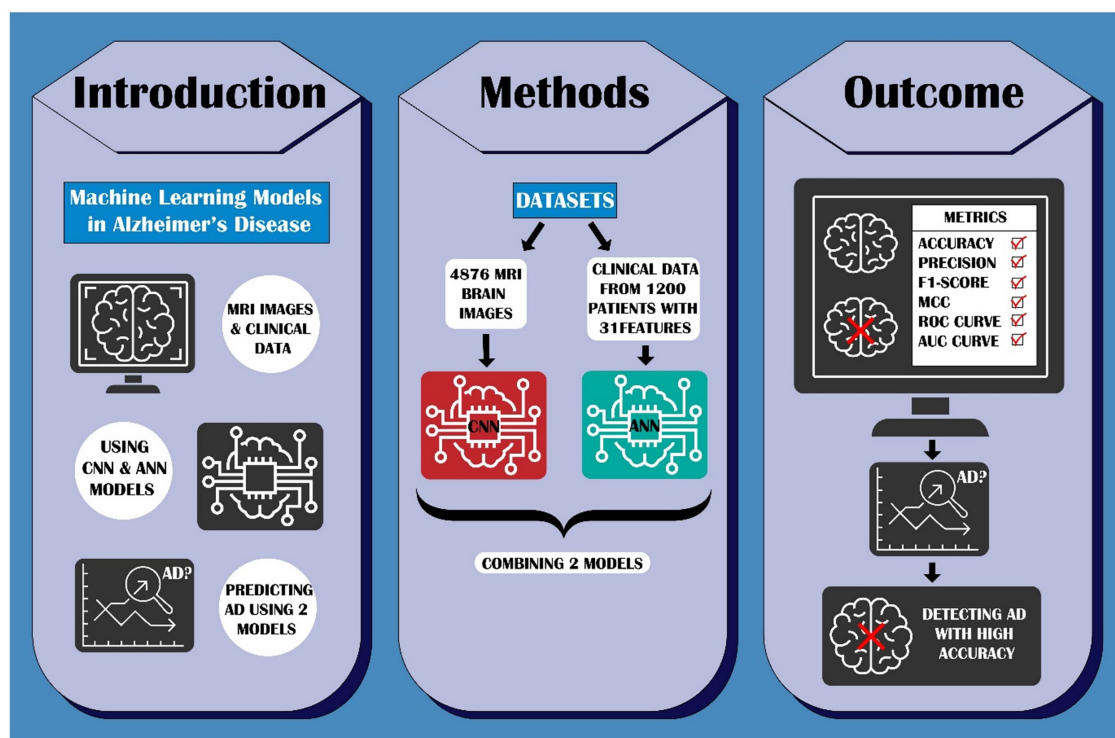 Introduction
Machine Learning Models
in Alzheimer's Disease
MRI IMAGES
& CLINICAL
DATA
USING
CNN & ANN
MODELS
AD?
PREDICTING
AD USING 2
MODELS
Methods
DATASETS
4876 MRI
BRAIN
IMAGES
CLINICAL DATA
FROM 1200
PATIENTS WITH
31FEATURES
CNN
ANN
COMBINING 2 MODELS
Outcome
METRICS
ACCURACY
PRECISION
F1-SCORE
MCC
ROC CURVE
AUC CURVE
AD?
DETECTING AD
WITH HIGH
ACCURACY